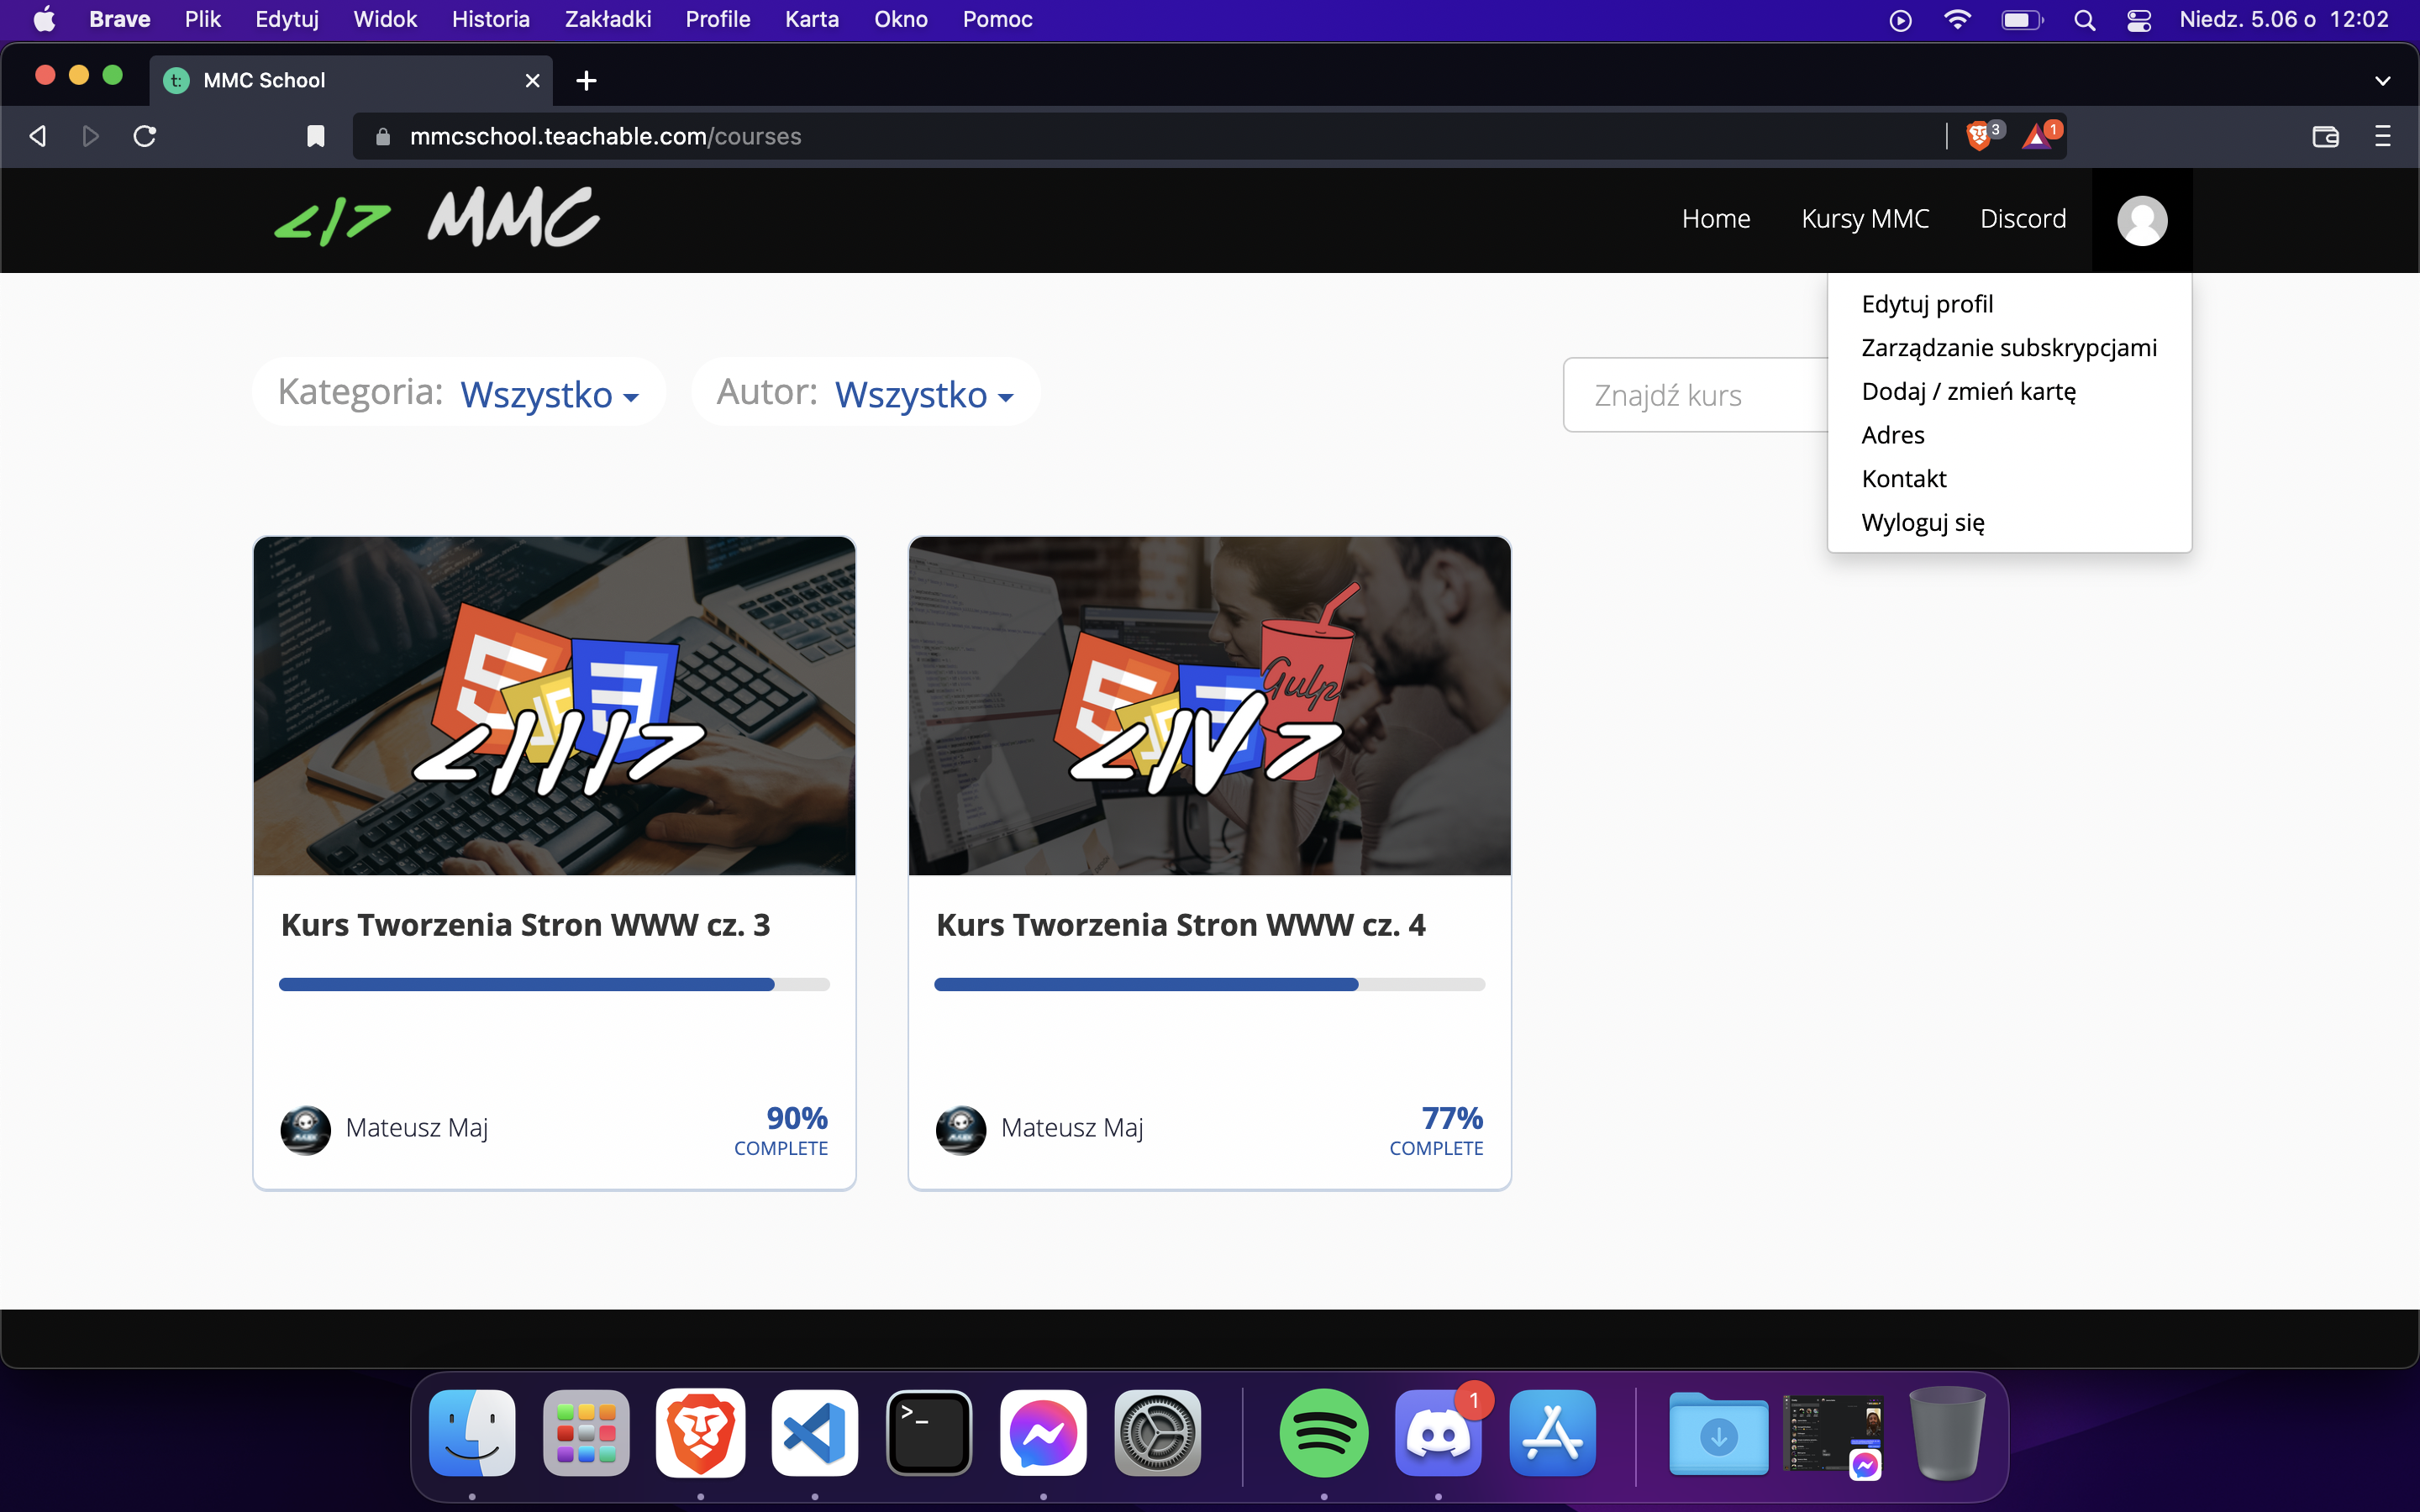 Brave Plik Edytuj Widok Historia Zakładki Profile Karta Okno Pomoc Niedz. 5.06 o 12:02
t: MMC School
mmcschool.teachable.com/courses 3 1
</> MMC Home Kursy MMC Discord
Edytuj profil
Zarządzanie subskrypcjami
Dodaj / zmień kartę
Adres
Kontakt
Wyloguj się
Kategoria: Wszystko Autor: Wszystko Znajdź kurs
Gulp
Kurs Tworzenia Stron WWW cz. 3
Mateusz Maj
90%
COMPLETE
Kurs Tworzenia Stron WWW cz. 4
Mateusz Maj
77%
COMPLETE
>_
1